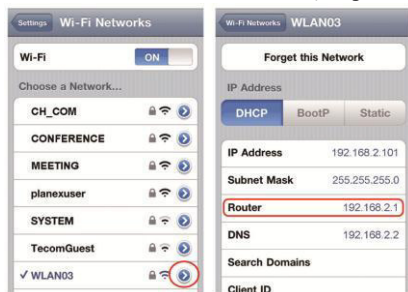 Settings Wi-Fi Networks
Wi-Fi ON
Choose a Network...
CH_COM
CONFERENCE
MEETING
planexuser
SYSTEM
TecomGuest
✓ WLAN03
Wi-Fi Networks WLAN03
Forget this Network
IP Address
DHCP BootP Static
IP Address 192.168.2.101
Subnet Mask 255.255.255.0
Router 192.168.2.1
DNS 192.168.2.2
Search Domains
Client ID